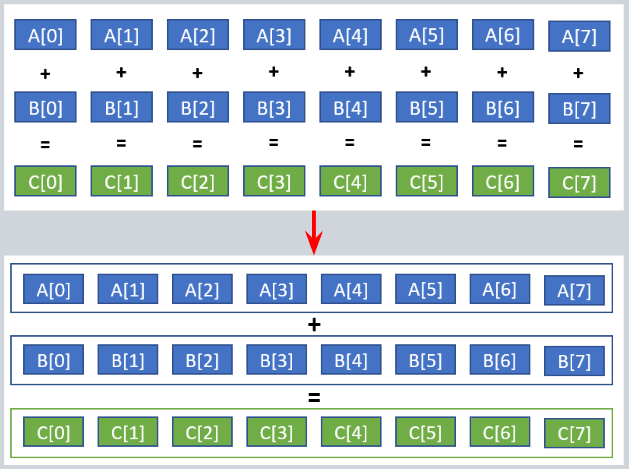 A[0] A[1] A[2] A[3] A[4] A[5] A[6] A[7]
+ + + + + + + +
B[0] B[1] B[2] B[3] B[4] B[5] B[6] B[7]
= = = = = = = =
C[0] C[1] C[2] C[3] C[4] C[5] C[6] C[7]
A[0] A[1] A[2] A[3] A[4] A[5] A[6] A[7]
+
B[0] B[1] B[2] B[3] B[4] B[5] B[6] B[7]
=
C[0] C[1] C[2] C[3] C[4] C[5] C[6] C[7]